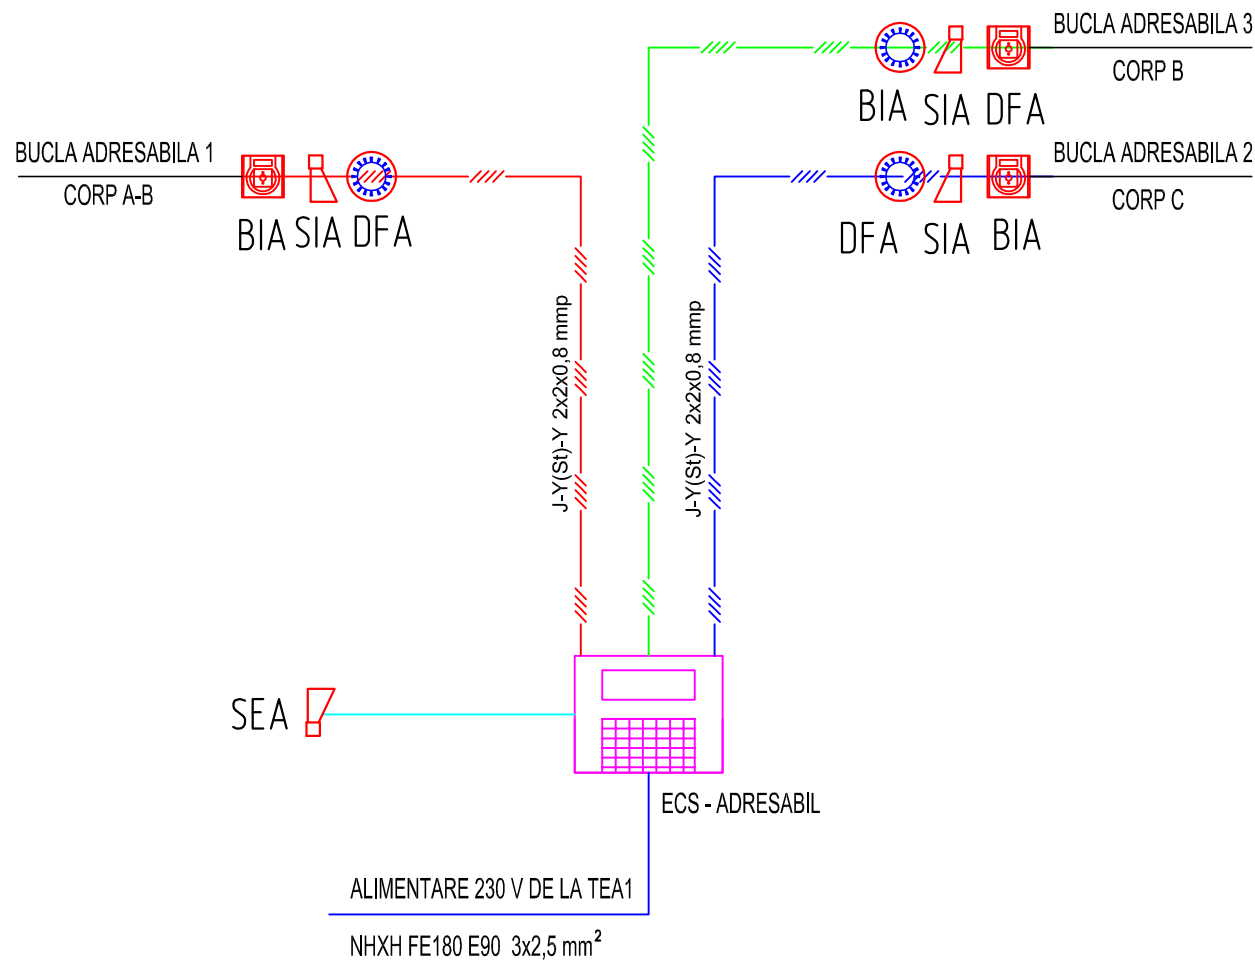 BUCLA ADRESABILA 3
CORP B
BIA SIA DFA
BUCLA ADRESABILA 1
CORP A-B
BIA SIA DFA
BUCLA ADRESABILA 2
CORP C
DFA SIA BIA
J-Y(St)-Y 2x2x0,8 mmp
J-Y(St)-Y 2x2x0,8 mmp
SEA
ECS - ADRESABIL
ALIMENTARE 230 V DE LA TEA1
NHXH FE180 E90 3x2,5 mm²